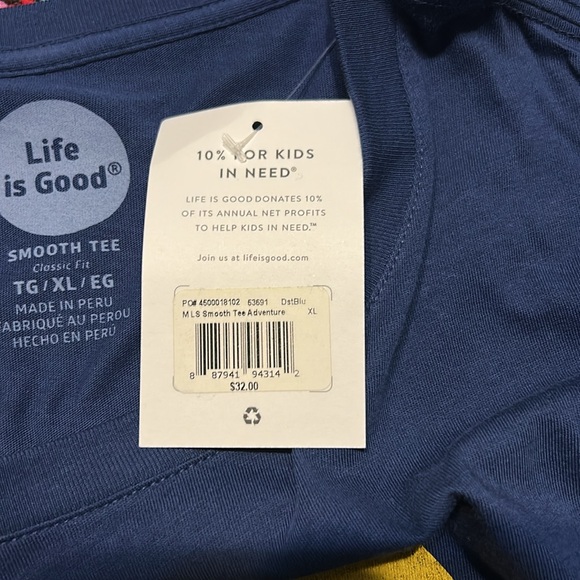 Life
is Good®
SMOOTH TEE
Classic Fit
TG / XL / EG
MADE IN PERU
FABRIQUÉ AU PEROU
HECHO EN PERÚ
10% FOR KIDS
IN NEED®
LIFE IS GOOD DONATES 10%
OF ITS ANNUAL NET PROFITS
TO HELP KIDS IN NEED.™
Join us at lifeisgood.com
PO# 4500018102 63691 DstBlu
M LS Smooth Tee Adventure XL
8 87941 94314 2
$32.00